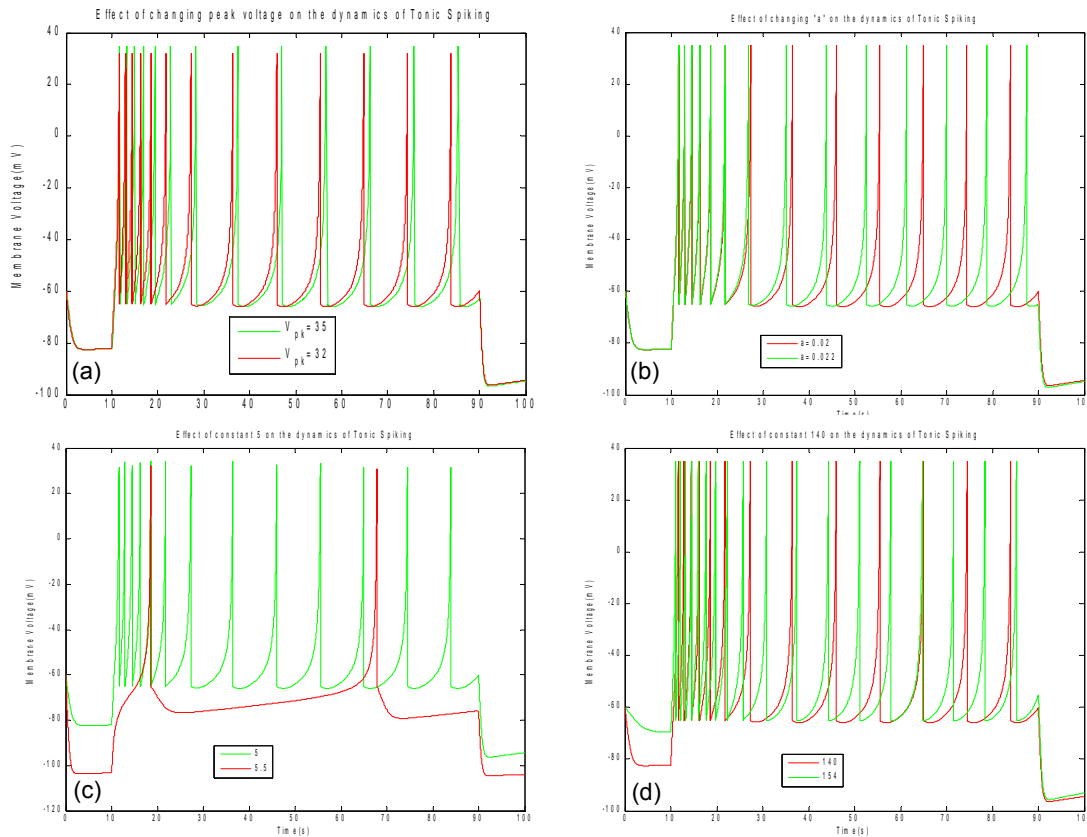 Effect of changing peak voltage on the dynamics of Tonic Spiking
Membrane Voltage(mV)
40
20
0
-20
-40
-60
-80
-100
0 10 20 30 40 50 60 70 80 90 100
V pk=35
V pk=32
(a)
Effect of changing "a" on the dynamics of Tonic Spiking
Membrane Voltage(mV)
40
20
0
-20
-40
-60
-80
-100
0 10 20 30 40 50 60 70 80 90 100
Time(s)
a=0.02
a=0.022
(b)
Effect of constant 5 on the dynamics of Tonic Spiking
Membrane Voltage(mV)
40
20
0
-20
-40
-60
-80
-100
-120
0 10 20 30 40 50 60 70 80 90 100
Time(s)
5
5.5
(c)
Effect of constant 140 on the dynamics of Tonic Spiking
Membrane Voltage(mV)
40
20
0
-20
-40
-60
-80
-100
0 10 20 30 40 50 60 70 80 90 100
Time(s)
140
154
(d)